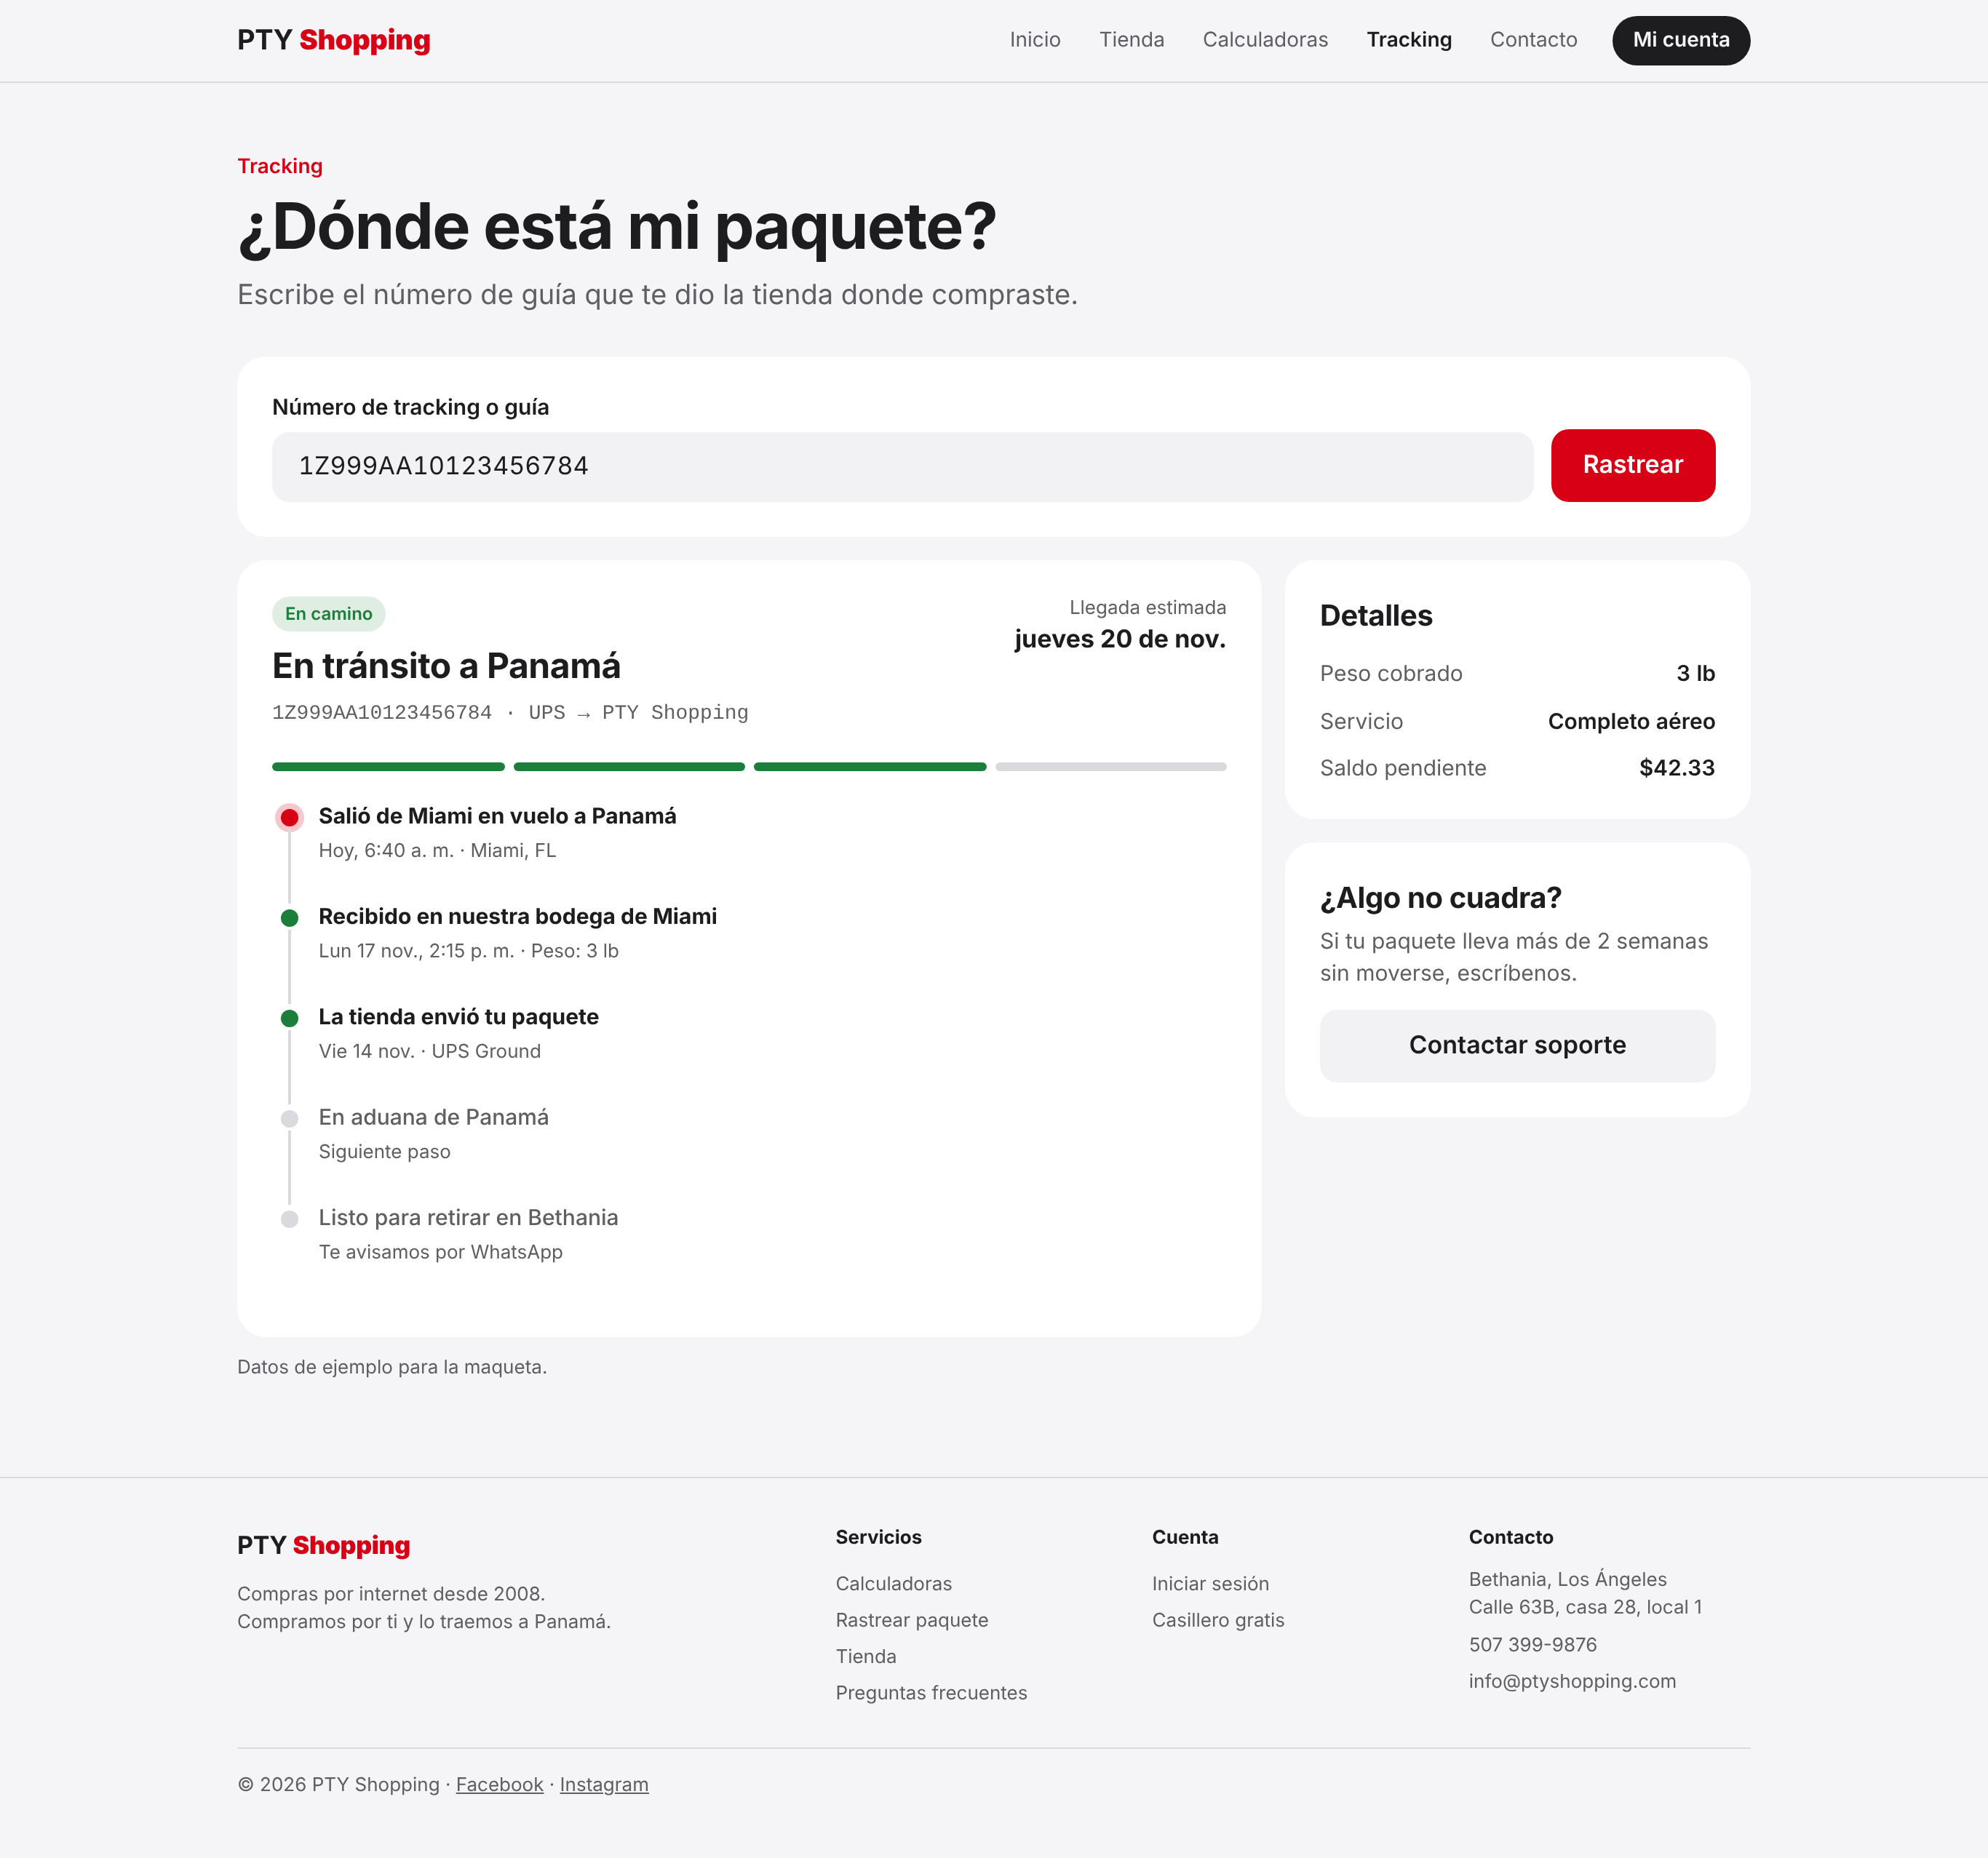 PTY Shopping
Inicio
Tienda
Calculadoras
Tracking
Contacto
Mi cuenta
Tracking
¿Dónde está mi paquete?
Escribe el número de guía que te dio la tienda donde compraste.
Número de tracking o guía
1Z999AA10123456784
Rastrear
En camino
En tránsito a Panamá
1Z999AA10123456784 · UPS → PTY Shopping
Llegada estimada
jueves 20 de nov.
Salió de Miami en vuelo a Panamá
Hoy, 6:40 a. m. · Miami, FL
Recibido en nuestra bodega de Miami
Lun 17 nov., 2:15 p. m. · Peso: 3 lb
La tienda envió tu paquete
Vie 14 nov. · UPS Ground
En aduana de Panamá
Siguiente paso
Listo para retirar en Bethania
Te avisamos por WhatsApp
Detalles
Peso cobrado 3 lb
Servicio Completo aéreo
Saldo pendiente $42.33
¿Algo no cuadra?
Si tu paquete lleva más de 2 semanas
sin moverse, escríbenos.
Contactar soporte
Datos de ejemplo para la maqueta.
PTY Shopping
Compras por internet desde 2008.
Compramos por ti y lo traemos a Panamá.
Servicios
Calculadoras
Rastrear paquete
Tienda
Preguntas frecuentes
Cuenta
Iniciar sesión
Casillero gratis
Contacto
Bethania, Los Ángeles
Calle 63B, casa 28, local 1
507 399-9876
info@ptyshopping.com
© 2026 PTY Shopping · Facebook · Instagram